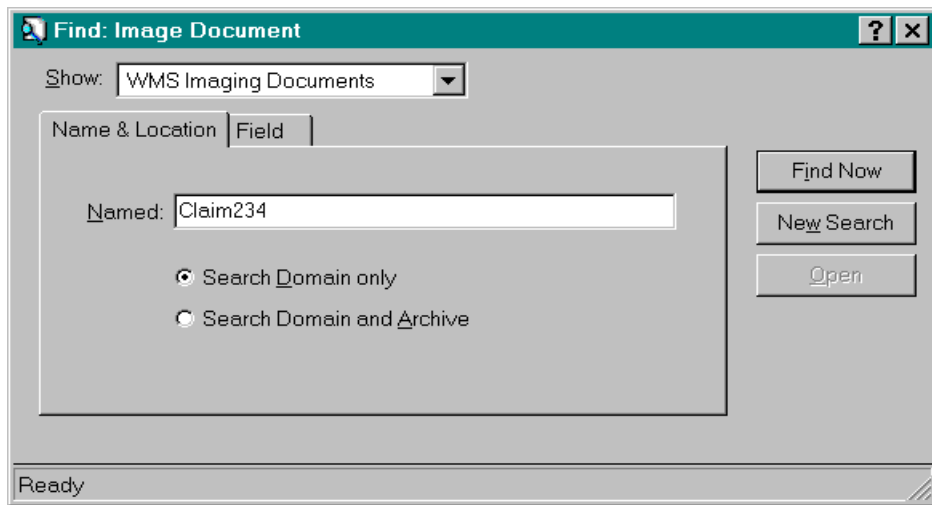 Find: Image Document
Show: WMS Imaging Documents
Name & Location Field
Find Now
Named: Claim234
New Search
Search Domain only
Open
Search Domain and Archive
Ready